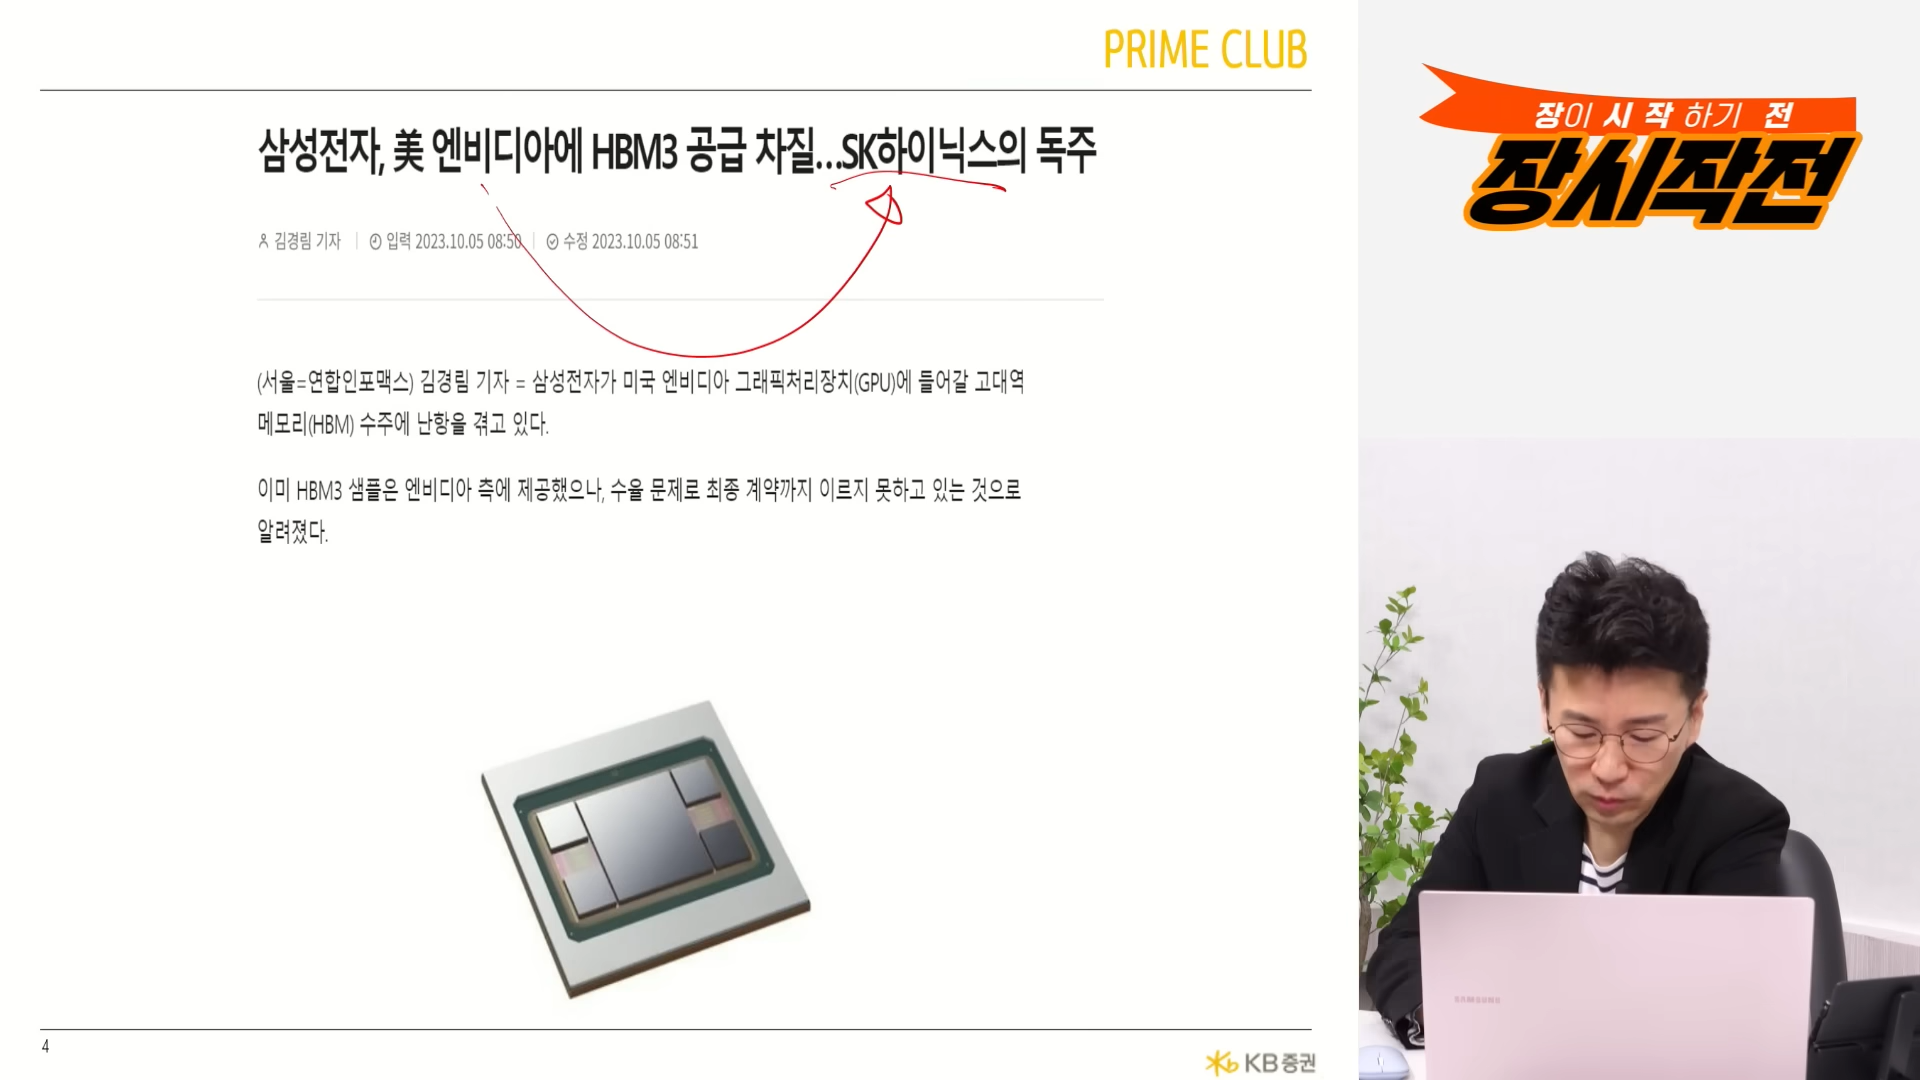 PRIME CLUB
삼성전자, 美 엔비디아에 HBM3 공급 차질...SK하이닉스의 독주
김경림 기자 입력 2023.10.05 08:50 수정 2023.10.05 08:51
(서울=연합인포맥스) 김경림 기자 = 삼성전자가 미국 엔비디아 그래픽처리장치(GPU)에 들어갈 고대역
메모리(HBM) 수주에 난항을 겪고 있다.
이미 HBM3 샘플은 엔비디아 측에 제공했으나, 수율 문제로 최종 계약까지 이르지 못하고 있는 것으로
알려졌다.
4
KB증권
장이 시작하기 전
장시작전
SAMSUNG